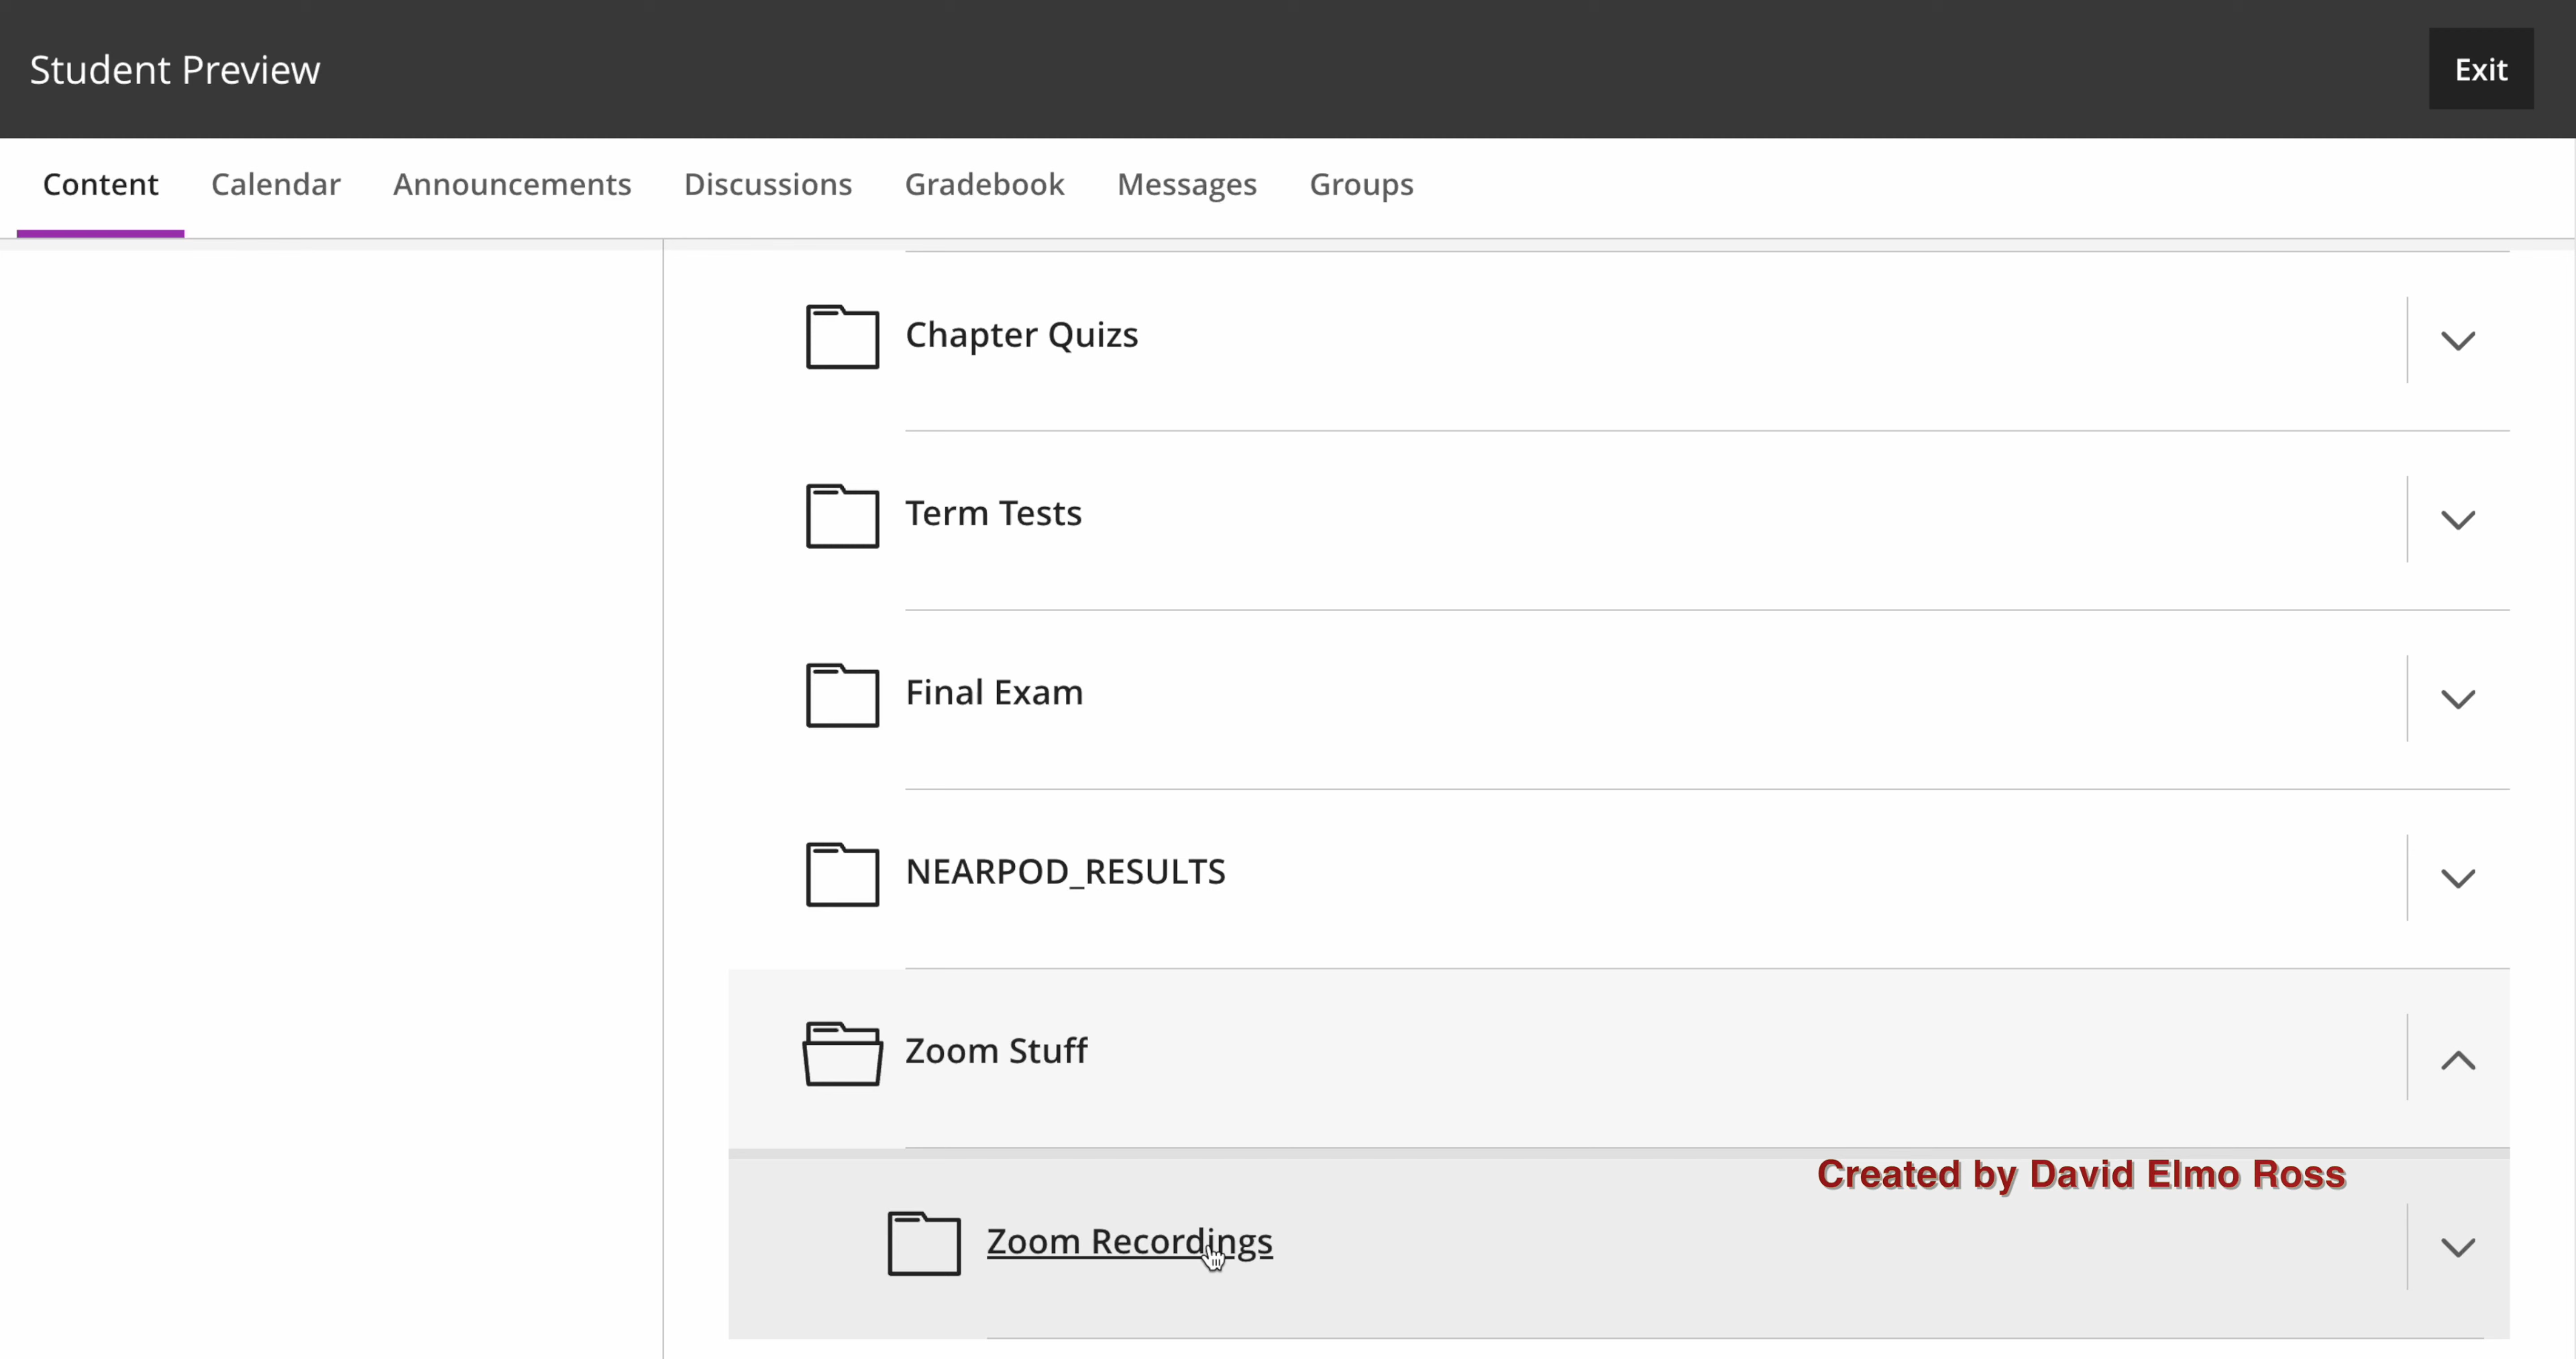 Student Preview
Exit
Content Calendar Announcements Discussions Gradebook Messages Groups
Chapter Quizs
Term Tests
Final Exam
NEARPOD_RESULTS
Zoom Stuff
Created by David Elmo Ross
Zoom Recordings